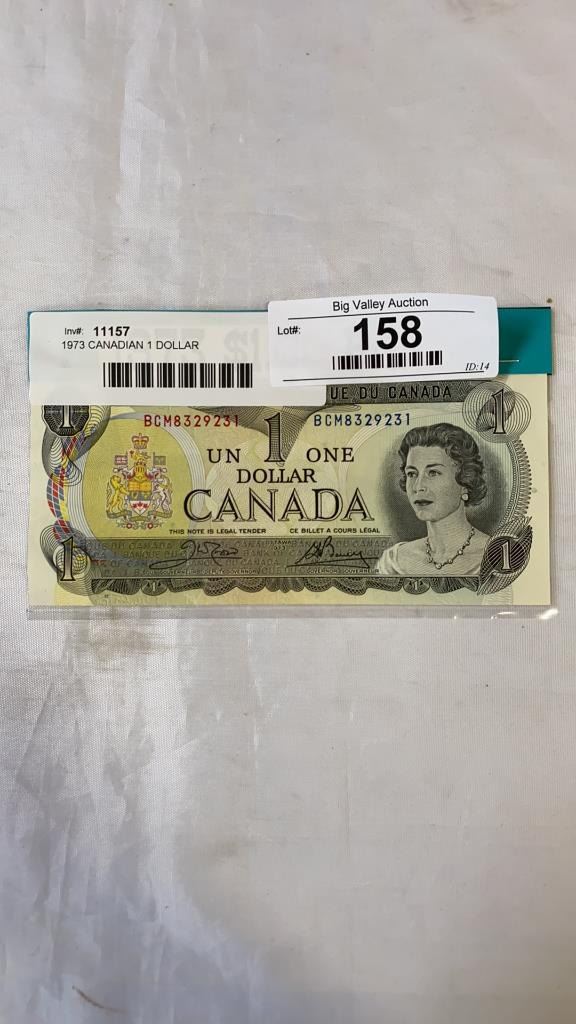 Big Valley Auction
Lot#: 158
ID:14
Inv#: 11157
1973 CANADIAN 1 DOLLAR
UE DU CANADA
1 1
BCM8329231 BCM8329231
UN 1 ONE
DOLLAR
CANADA
THIS NOTE IS LEGAL TENDER CE BILLET A COURS LÉGAL
1 1